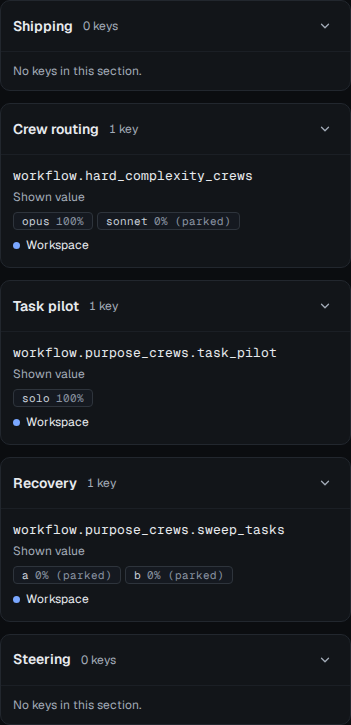 Shipping 0 keys
No keys in this section.
Crew routing 1 key
workflow.hard_complexity_crews
Shown value
opus 100% sonnet 0% (parked)
Workspace
Task pilot 1 key
workflow.purpose_crews.task_pilot
Shown value
solo 100%
Workspace
Recovery 1 key
workflow.purpose_crews.sweep_tasks
Shown value
a 0% (parked) b 0% (parked)
Workspace
Steering 0 keys
No keys in this section.